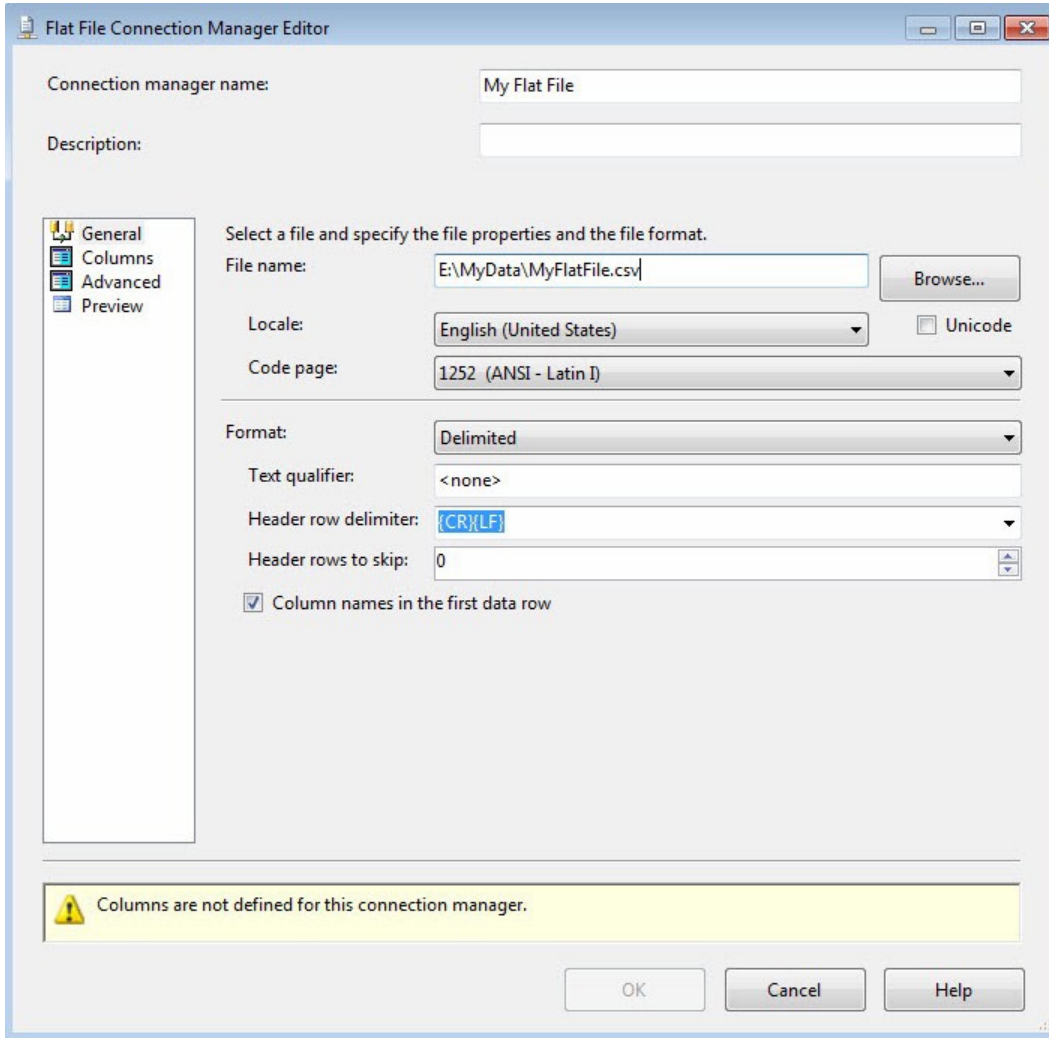 Flat File Connection Manager Editor
Connection manager name: My Flat File
Description:
General
Columns
Advanced
Preview
Select a file and specify the file properties and the file format.
File name: E:\MyData\MyFlatFile.csv Browse...
Locale: English (United States) Unicode
Code page: 1252 (ANSI - Latin I)
Format: Delimited
Text qualifier: <none>
Header row delimiter: {CR}{LF}
Header rows to skip: 0
Column names in the first data row
Columns are not defined for this connection manager.
OK Cancel Help